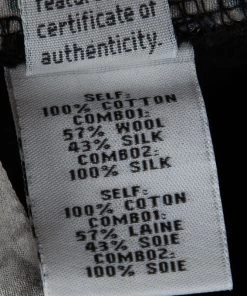 feature
certificate of
authenticity.
SELF:
100% COTTON
COMBO1:
57% WOOL
43% SILK
COMBO2:
100% SILK
SELF:
100% COTON
COMBO1:
57% LAINE
43% SOIE
COMBO2:
100% SOIE